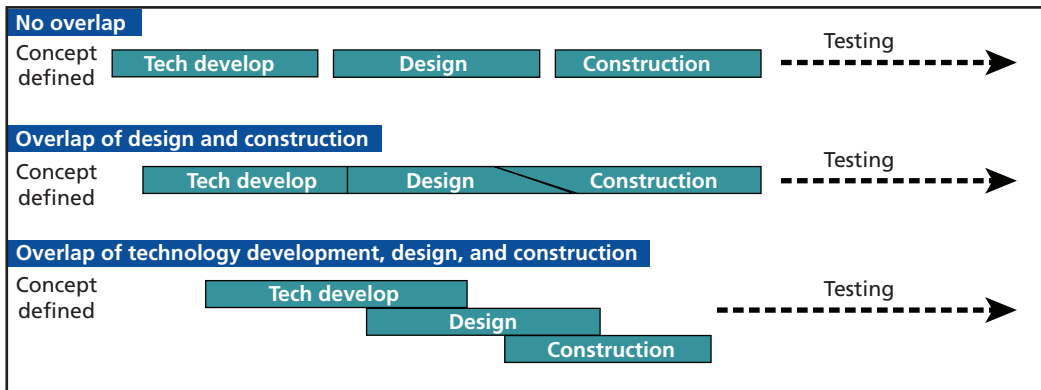 No overlap
Concept
defined
Tech develop
Design
Construction
Testing
Overlap of design and construction
Concept
defined
Tech develop
Design
Construction
Testing
Overlap of technology development, design, and construction
Concept
defined
Tech develop
Design
Construction
Testing